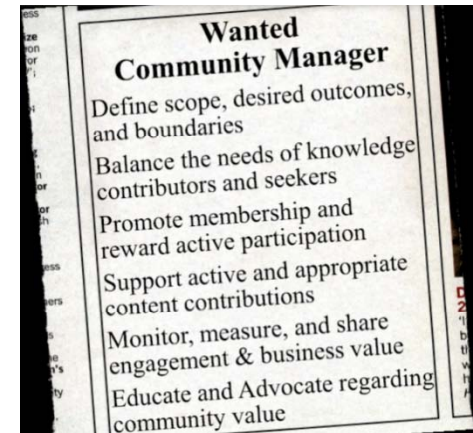 Wanted
Community Manager
Define scope, desired outcomes,
and boundaries
Balance the needs of knowledge
contributors and seekers
Promote membership and
reward active participation
Support active and appropriate
content contributions
Monitor, measure, and share
engagement & business value
Educate and Advocate regarding
community value